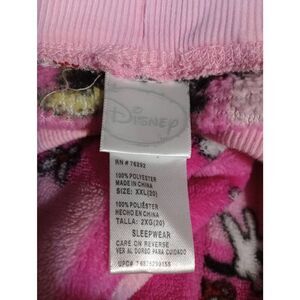 Disney
RN# 76292
100% POLYESTER
MADE IN CHINA
SIZE: XXL(20)
100% POLIÉSTER
HECHO EN CHINA
TALLA: 2XG(20)
SLEEPWEAR
CARE ON REVERSE
VER AL DORSO PARA CUIDADO